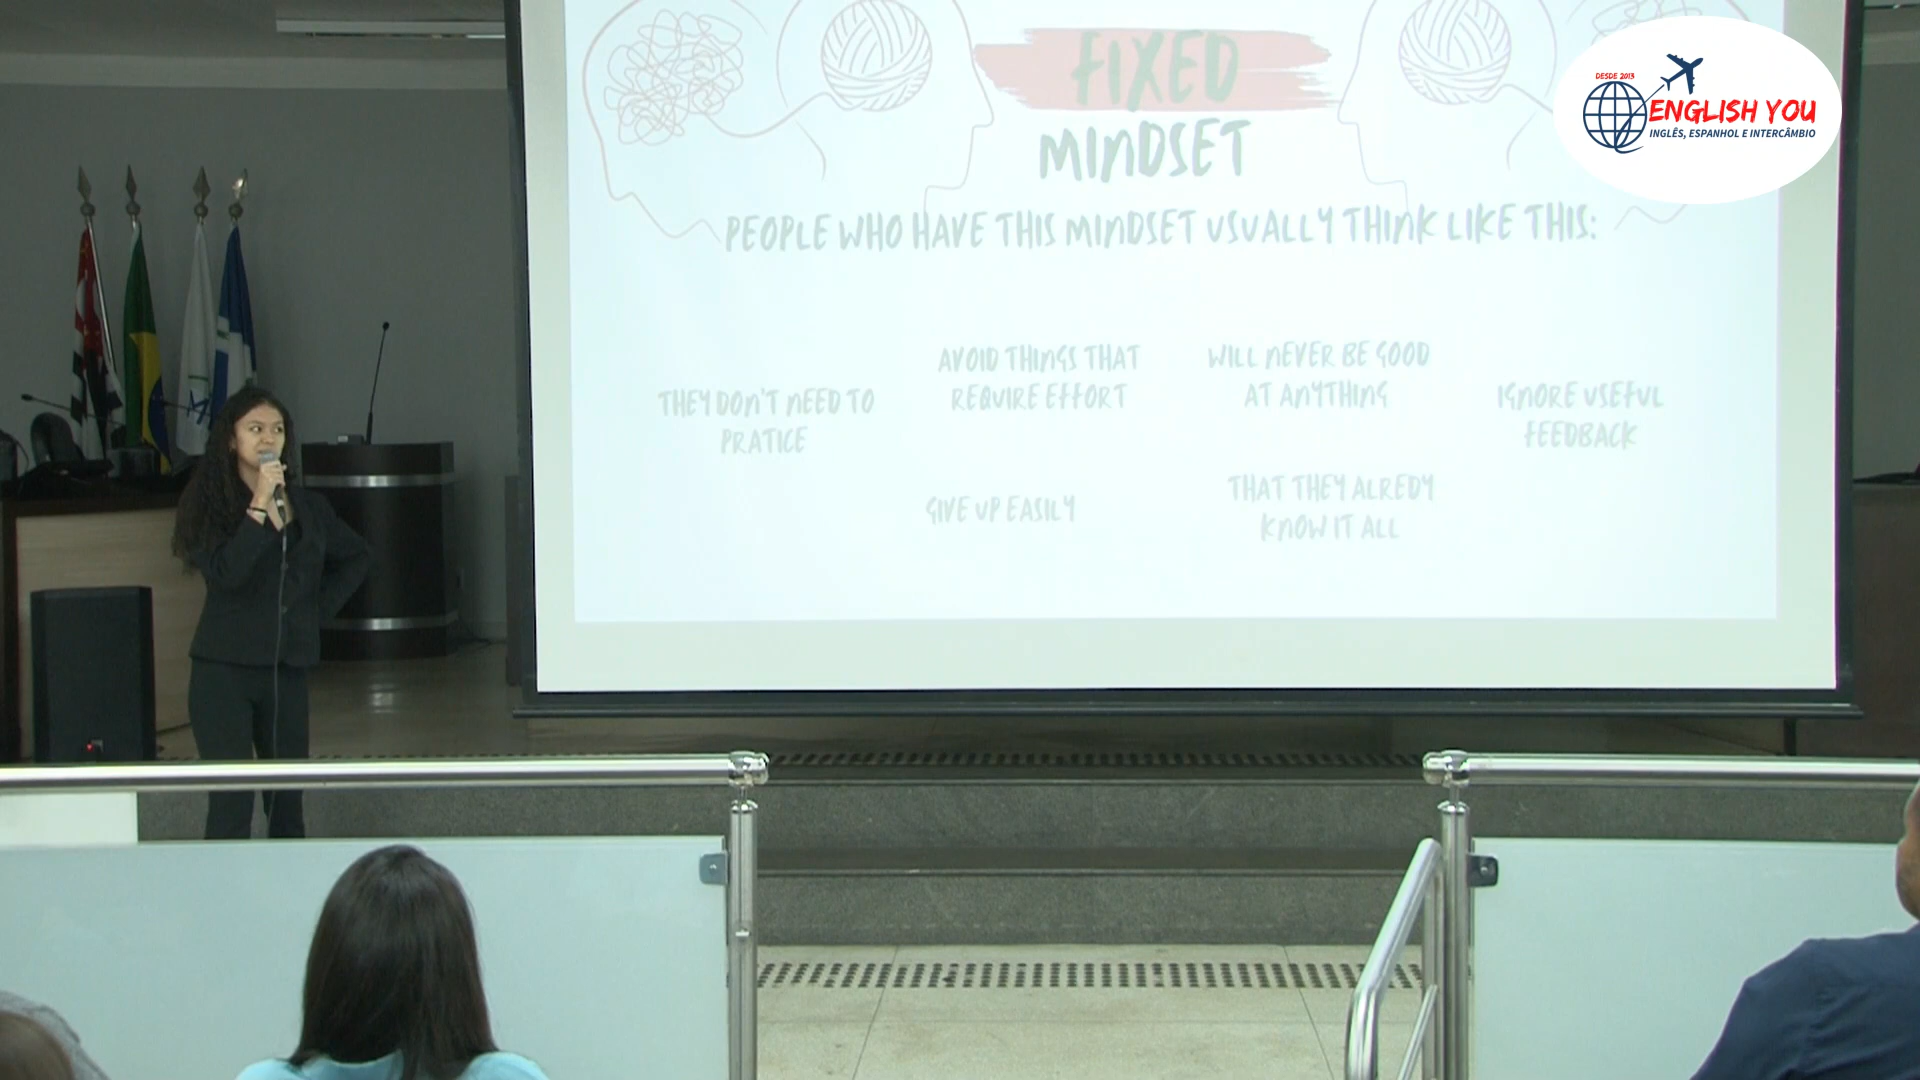 FIXED
MINDSET
PEOPLE WHO HAVE THIS MINDSET USUALLY THINK LIKE THIS:
THEY DON'T NEED TO
PRATICE
AVOID THINGS THAT
REQUIRE EFFORT
WILL NEVER BE GOOD
AT ANYTHING
IGNORE USEFUL
FEEDBACK
GIVE UP EASILY
THAT THEY ALREDY
KNOW IT ALL
DESDE 2013
ENGLISH YOU
INGLÊS, ESPANHOL E INTERCÂMBIO